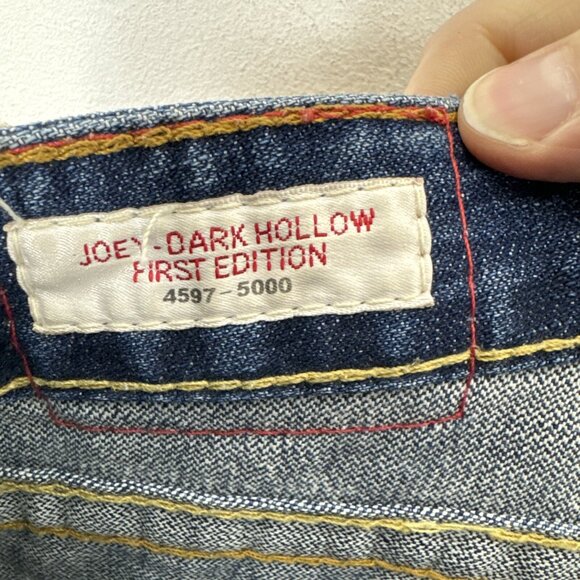 JOEY-DARK HOLLOW
FIRST EDITION
4597-5000